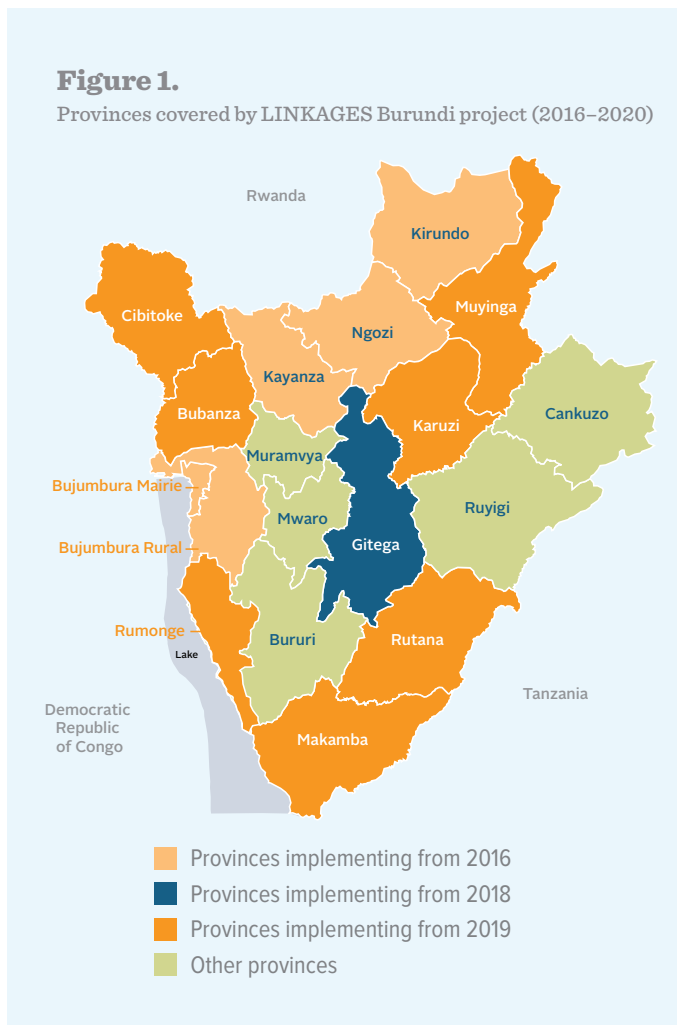 Figure 1.
Provinces covered by LINKAGES Burundi project (2016–2020)
Rwanda
Kirundo
Muyinga
Cibitoke
Ngozi
Kayanza
Bubanza
Karuzi
Cankuzo
Muramvya
Bujumbura Mairie
Ruyigi
Mwaro
Bujumbura Rural
Gitega
Rumonge
Bururi
Rutana
Lake
Tanzania
Democratic
Republic
of Congo
Makamba
Provinces implementing from 2016
Provinces implementing from 2018
Provinces implementing from 2019
Other provinces